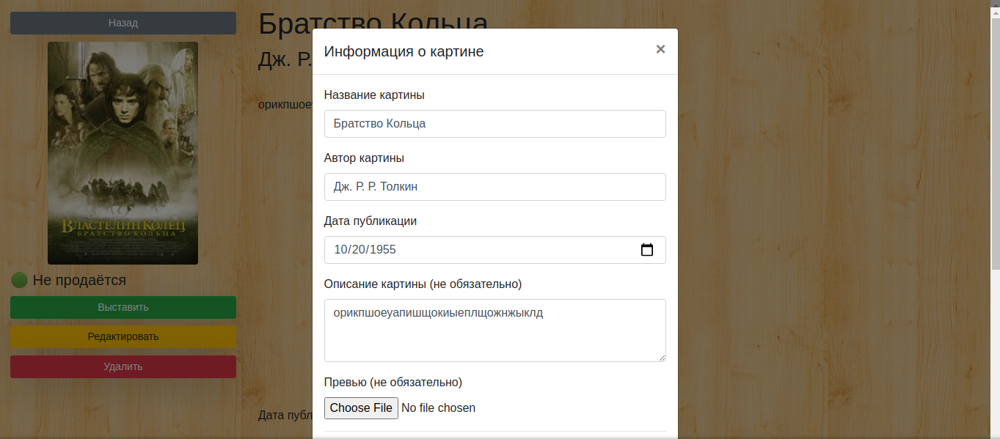 Назад
Братство Кольца
Дж. Р.
орикпшоеу
ВЛАСТЕЛИН КОЛЕЦ
БРАТСТВО КОЛЬЦА
Не продаётся
Выставить
Редактировать
Удалить
Дата публ
Информация о картине
×
Название картины
Братство Кольца
Автор картины
Дж. Р. Р. Толкин
Дата публикации
10/20/1955
Описание картины (не обязательно)
орикпшоеуапишщокиыеплщожнжыклд
Превью (не обязательно)
Choose File No file chosen